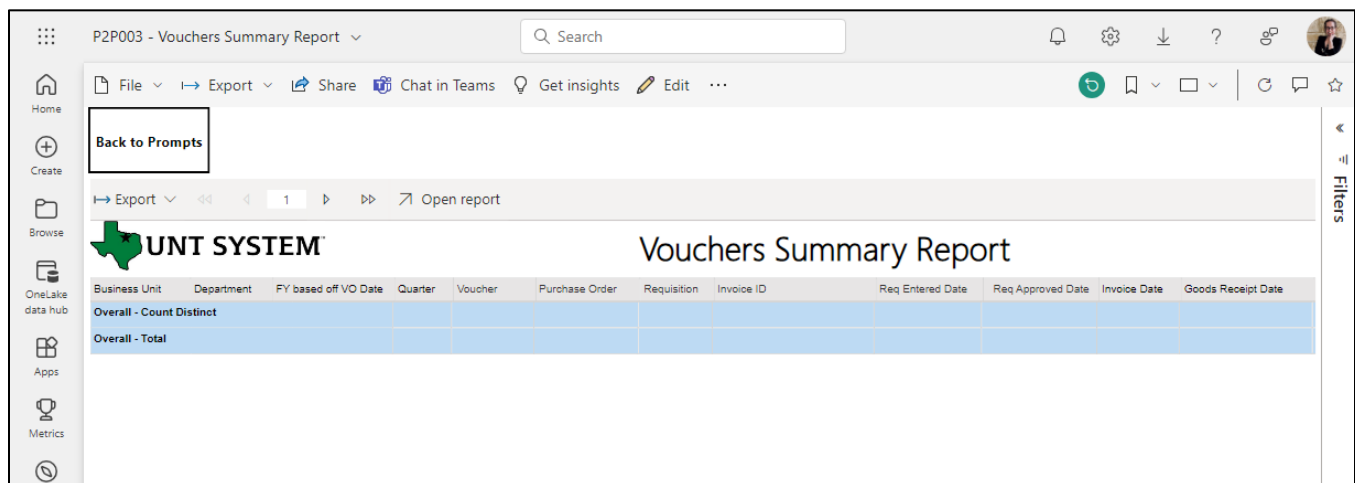 P2P003 - Vouchers Summary Report
Search
?
Home
File
Export
Share
Chat in Teams
Get insights
Edit
...
Back to Prompts
Create
Filters
Export
1
Open report
Browse
UNT SYSTEM
Vouchers Summary Report
OneLake
data hub
Business Unit Department FY based off VO Date Quarter Voucher Purchase Order Requisition Invoice ID Req Entered Date Req Approved Date Invoice Date Goods Receipt Date
Overall - Count Distinct
Overall - Total
Apps
Metrics